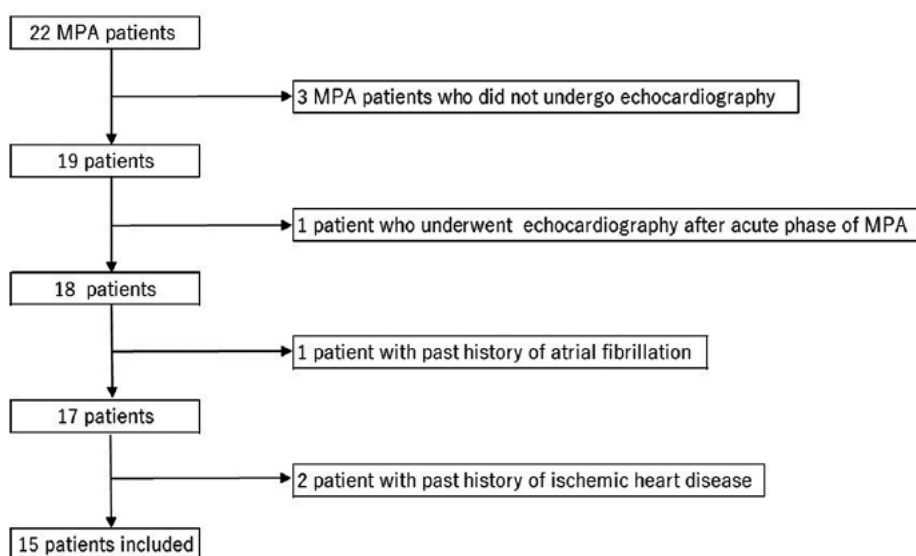 22 MPA patients
3 MPA patients who did not undergo echocardiography
19 patients
1 patient who underwent echocardiography after acute phase of MPA
18 patients
1 patient with past history of atrial fibrillation
17 patients
2 patient with past history of ischemic heart disease
15 patients included